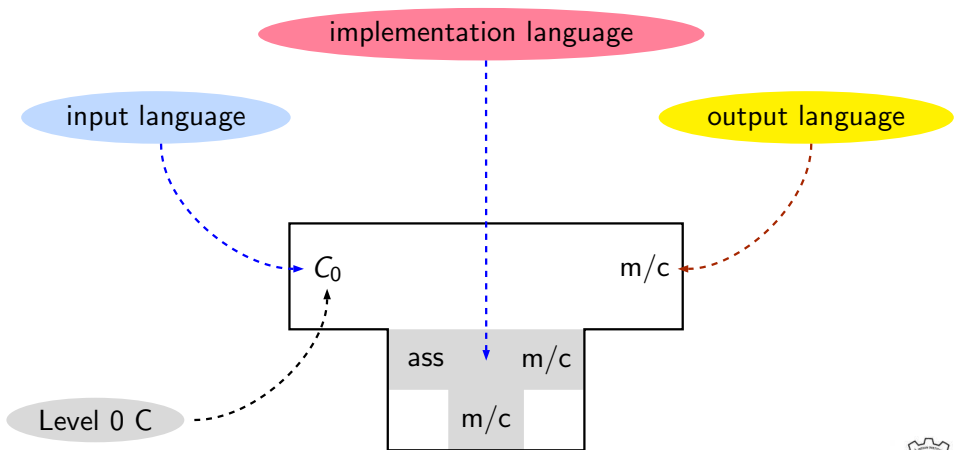 implementation language
input language
output language
C₀
m/c
ass
m/c
Level 0 C
m/c